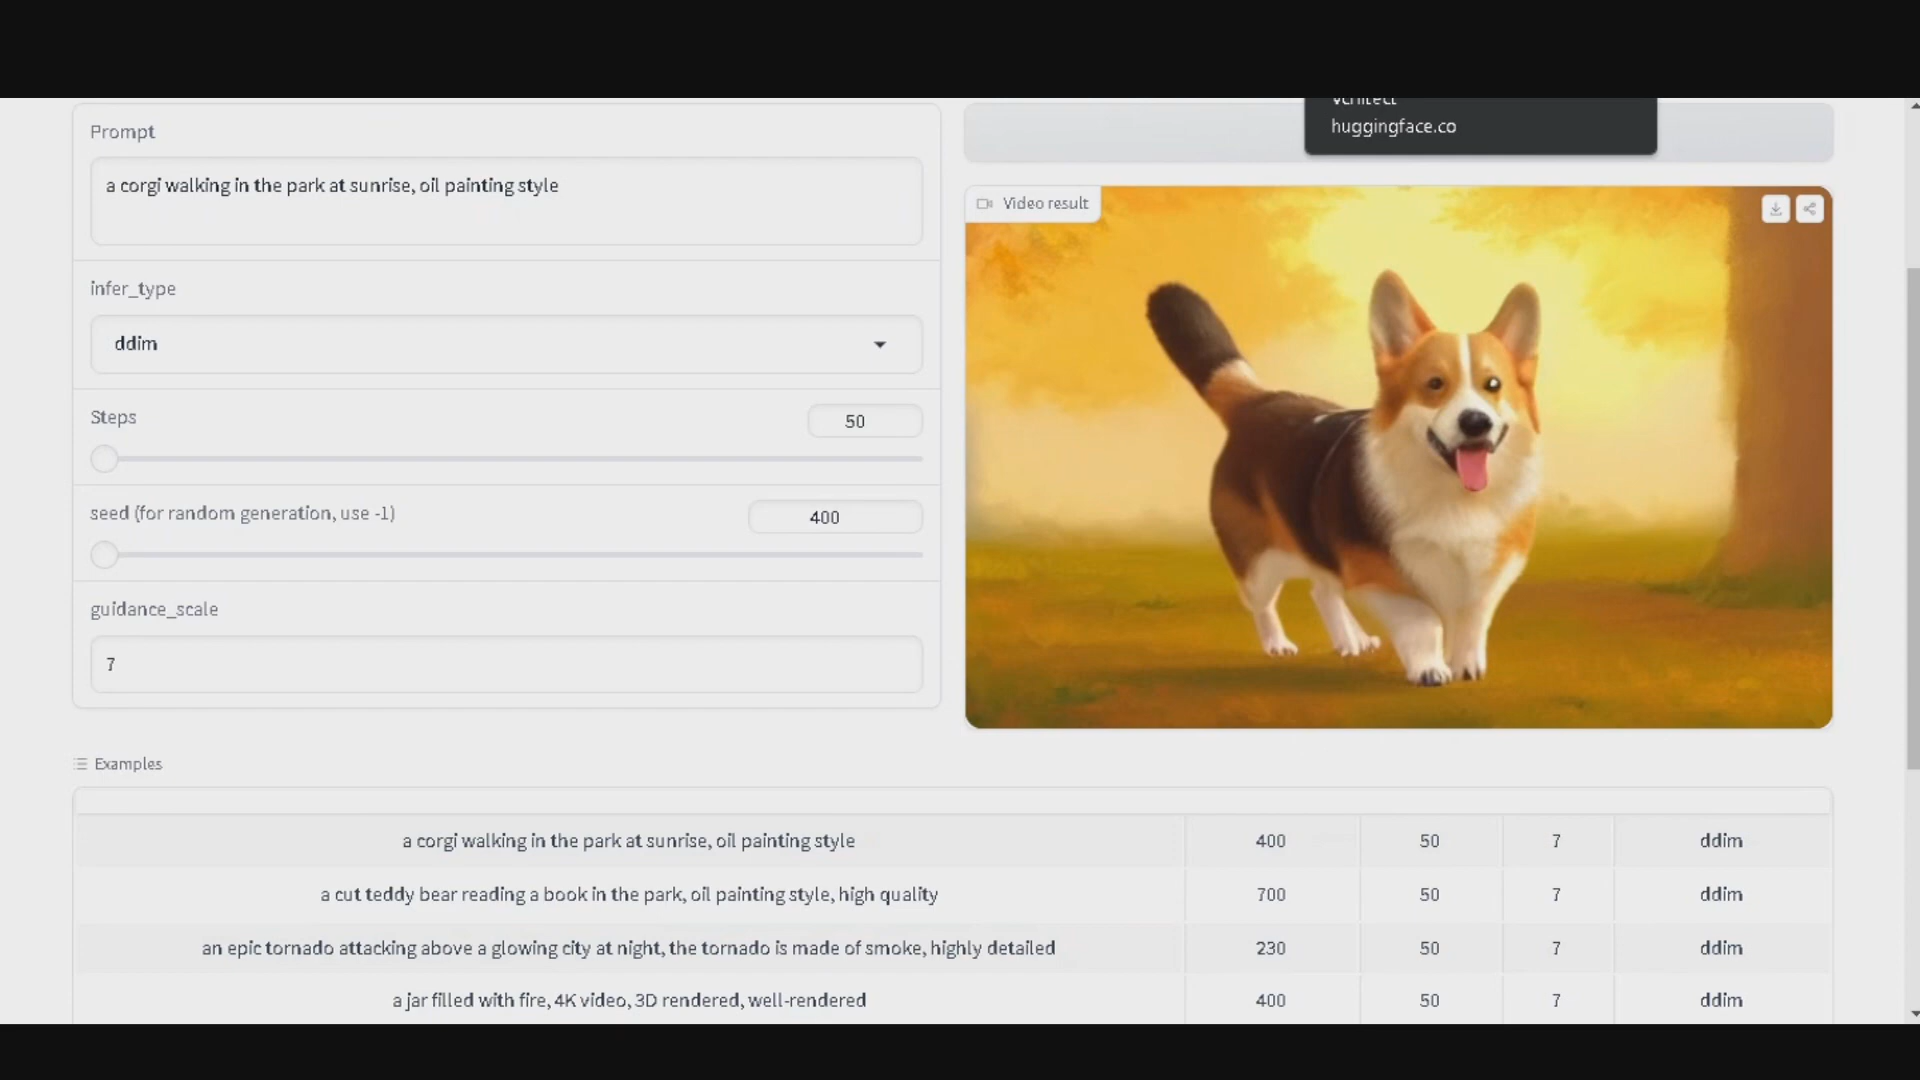 Vchitect
huggingface.co
Prompt
a corgi walking in the park at sunrise, oil painting style
infer_type
ddim
Steps
50
seed (for random generation, use -1)
400
guidance_scale
7
Video result
Examples
a corgi walking in the park at sunrise, oil painting style 400 50 7 ddim
a cut teddy bear reading a book in the park, oil painting style, high quality 700 50 7 ddim
an epic tornado attacking above a glowing city at night, the tornado is made of smoke, highly detailed 230 50 7 ddim
a jar filled with fire, 4K video, 3D rendered, well-rendered 400 50 7 ddim